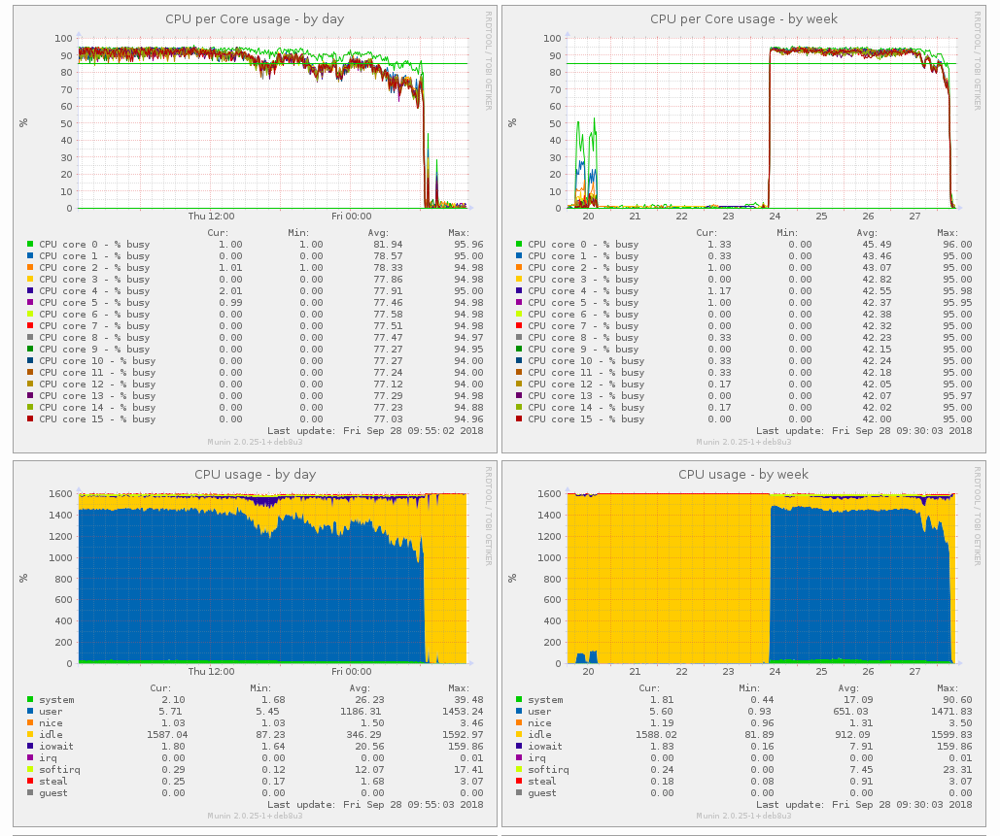 CPU per Core usage - by day
RRDTOOL / TOBI OETIKER
%
100
90
80
70
60
50
40
30
20
10
0
Thu 12:00 Fri 00:00
Cur: Min: Avg: Max:
CPU core 0 - % busy 1.00 1.00 81.94 95.96
CPU core 1 - % busy 0.00 0.00 78.57 95.00
CPU core 2 - % busy 1.01 1.00 78.33 94.98
CPU core 3 - % busy 0.00 0.00 77.86 94.98
CPU core 4 - % busy 2.01 0.00 77.91 95.00
CPU core 5 - % busy 0.99 0.00 77.46 94.98
CPU core 6 - % busy 0.00 0.00 77.58 94.98
CPU core 7 - % busy 0.00 0.00 77.51 94.98
CPU core 8 - % busy 0.00 0.00 77.47 94.97
CPU core 9 - % busy 0.00 0.00 77.27 94.95
CPU core 10 - % busy 0.00 0.00 77.27 94.00
CPU core 11 - % busy 0.00 0.00 77.24 94.00
CPU core 12 - % busy 0.00 0.00 77.12 94.00
CPU core 13 - % busy 0.00 0.00 77.29 94.98
CPU core 14 - % busy 0.00 0.00 77.23 94.88
CPU core 15 - % busy 0.00 0.00 77.03 94.96
Last update: Fri Sep 28 09:55:02 2018
Munin 2.0.25-1+deb8u3
CPU per Core usage - by week
RRDTOOL / TOBI OETIKER
%
100
90
80
70
60
50
40
30
20
10
0
20 21 22 23 24 25 26 27
Cur: Min: Avg: Max:
CPU core 0 - % busy 1.33 0.00 45.49 96.00
CPU core 1 - % busy 0.33 0.00 43.46 95.00
CPU core 2 - % busy 1.00 0.00 43.07 95.00
CPU core 3 - % busy 0.00 0.00 42.82 95.00
CPU core 4 - % busy 1.17 0.00 42.55 95.98
CPU core 5 - % busy 1.00 0.00 42.37 95.95
CPU core 6 - % busy 0.00 0.00 42.38 95.00
CPU core 7 - % busy 0.00 0.00 42.32 95.00
CPU core 8 - % busy 0.33 0.00 42.23 95.00
CPU core 9 - % busy 0.00 0.00 42.15 95.00
CPU core 10 - % busy 0.33 0.00 42.24 95.00
CPU core 11 - % busy 0.33 0.00 42.18 95.00
CPU core 12 - % busy 0.17 0.00 42.05 95.00
CPU core 13 - % busy 0.00 0.00 42.07 95.97
CPU core 14 - % busy 0.17 0.00 42.02 95.00
CPU core 15 - % busy 0.00 0.00 42.00 95.00
Last update: Fri Sep 28 09:30:03 2018
Munin 2.0.25-1+deb8u3
CPU usage - by day
RRDTOOL / TOBI OETIKER
%
1600
1400
1200
1000
800
600
400
200
0
Thu 12:00 Fri 00:00
Cur: Min: Avg: Max:
system 2.10 1.68 26.23 39.48
user 5.71 5.45 1186.31 1453.24
nice 1.03 1.03 1.50 3.46
idle 1587.04 87.23 346.29 1592.97
iowait 1.80 1.64 20.56 159.86
irq 0.00 0.00 0.00 0.01
softirq 0.29 0.12 12.07 17.41
steal 0.25 0.17 1.68 3.07
guest 0.00 0.00 0.00 0.00
Last update: Fri Sep 28 09:55:03 2018
Munin 2.0.25-1+deb8u3
CPU usage - by week
RRDTOOL / TOBI OETIKER
%
1600
1400
1200
1000
800
600
400
200
0
20 21 22 23 24 25 26 27
Cur: Min: Avg: Max:
system 1.81 0.44 17.09 90.60
user 5.60 0.93 651.03 1471.83
nice 1.19 0.96 1.31 3.50
idle 1588.02 81.89 912.09 1599.83
iowait 1.83 0.16 7.91 159.86
irq 0.00 0.00 0.00 0.01
softirq 0.24 0.00 7.45 23.31
steal 0.18 0.08 0.91 3.07
guest 0.00 0.00 0.00 0.00
Last update: Fri Sep 28 09:30:03 2018
Munin 2.0.25-1+deb8u3